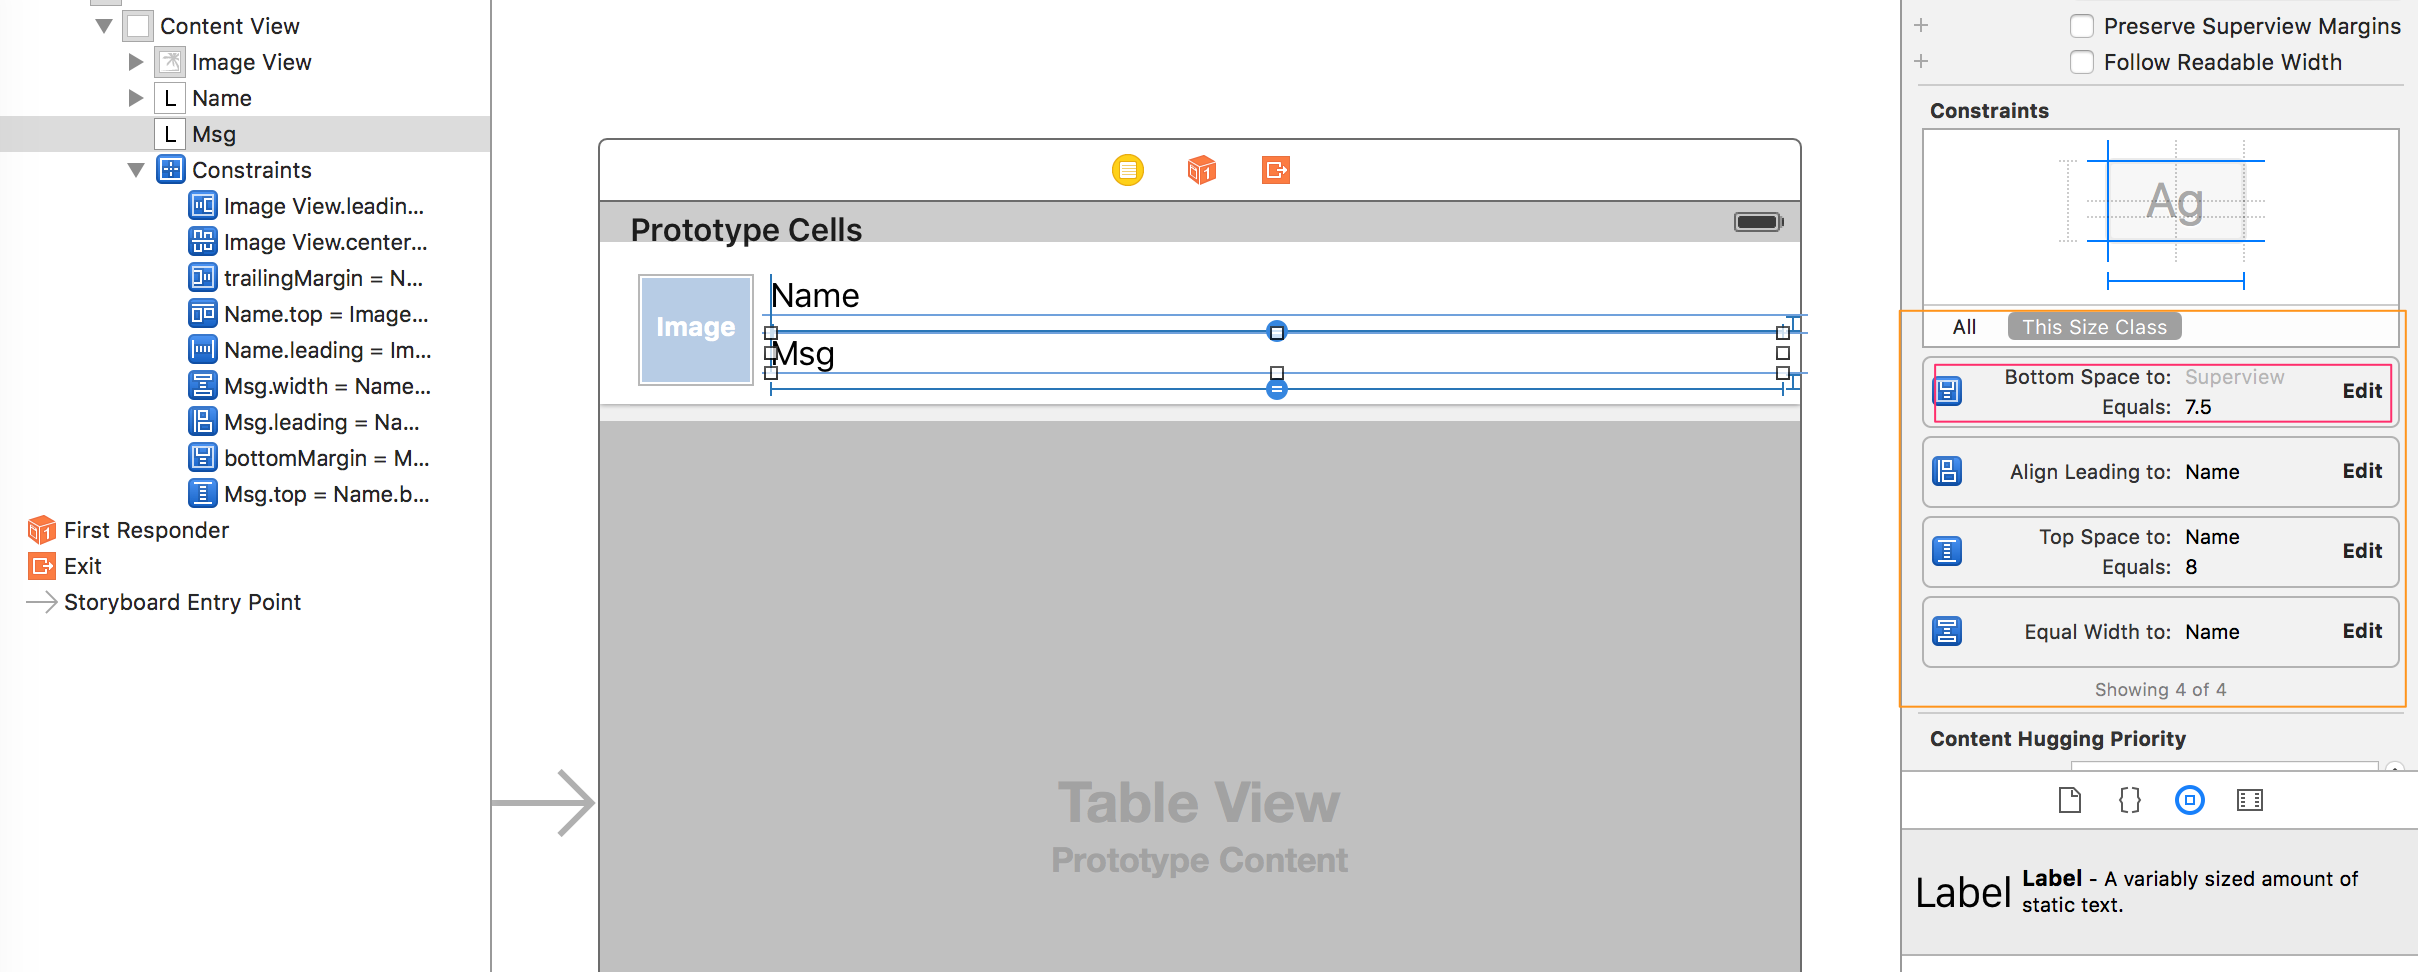 Content View
Image View
L Name
L Msg
Constraints
Image View.leadin...
Image View.center...
trailingMargin = N...
Name.top = Image...
Name.leading = Im...
Msg.width = Name...
Msg.leading = Na...
bottomMargin = M...
Msg.top = Name.b...
1 First Responder
Exit
Storyboard Entry Point
1
Prototype Cells
Image
Name
Msg
Table View
Prototype Content
Preserve Superview Margins
Follow Readable Width
Constraints
Ag
All This Size Class
Bottom Space to: Superview
Equals: 7.5
Edit
Align Leading to: Name Edit
Top Space to: Name
Equals: 8
Edit
Equal Width to: Name Edit
Showing 4 of 4
Content Hugging Priority
{}
Label
Label - A variably sized amount of
static text.